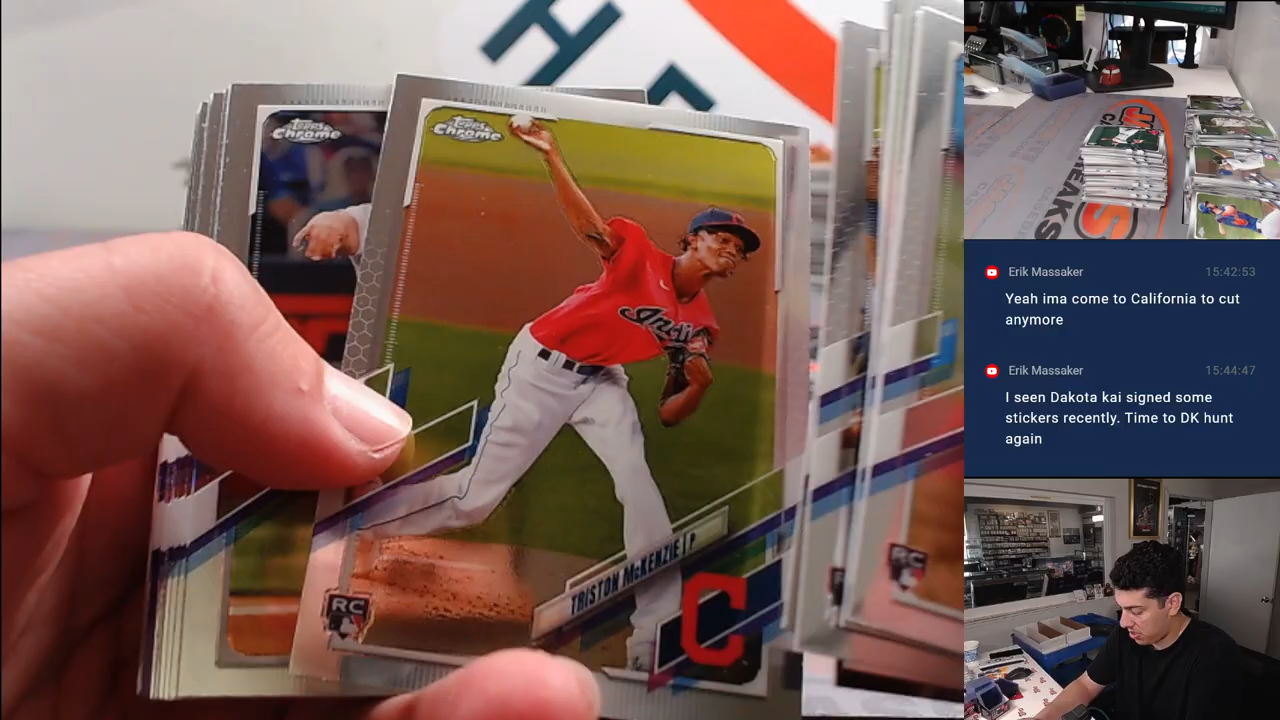 Topps
Chrome
Topps
Chrome
Indi
TRISTON McKENZIE | P
RC
C
RC
Erik Massaker 15:42:53
Yeah ima come to California to cut
anymore
Erik Massaker 15:44:47
I seen Dakota kai signed some
stickers recently. Time to DK hunt
again